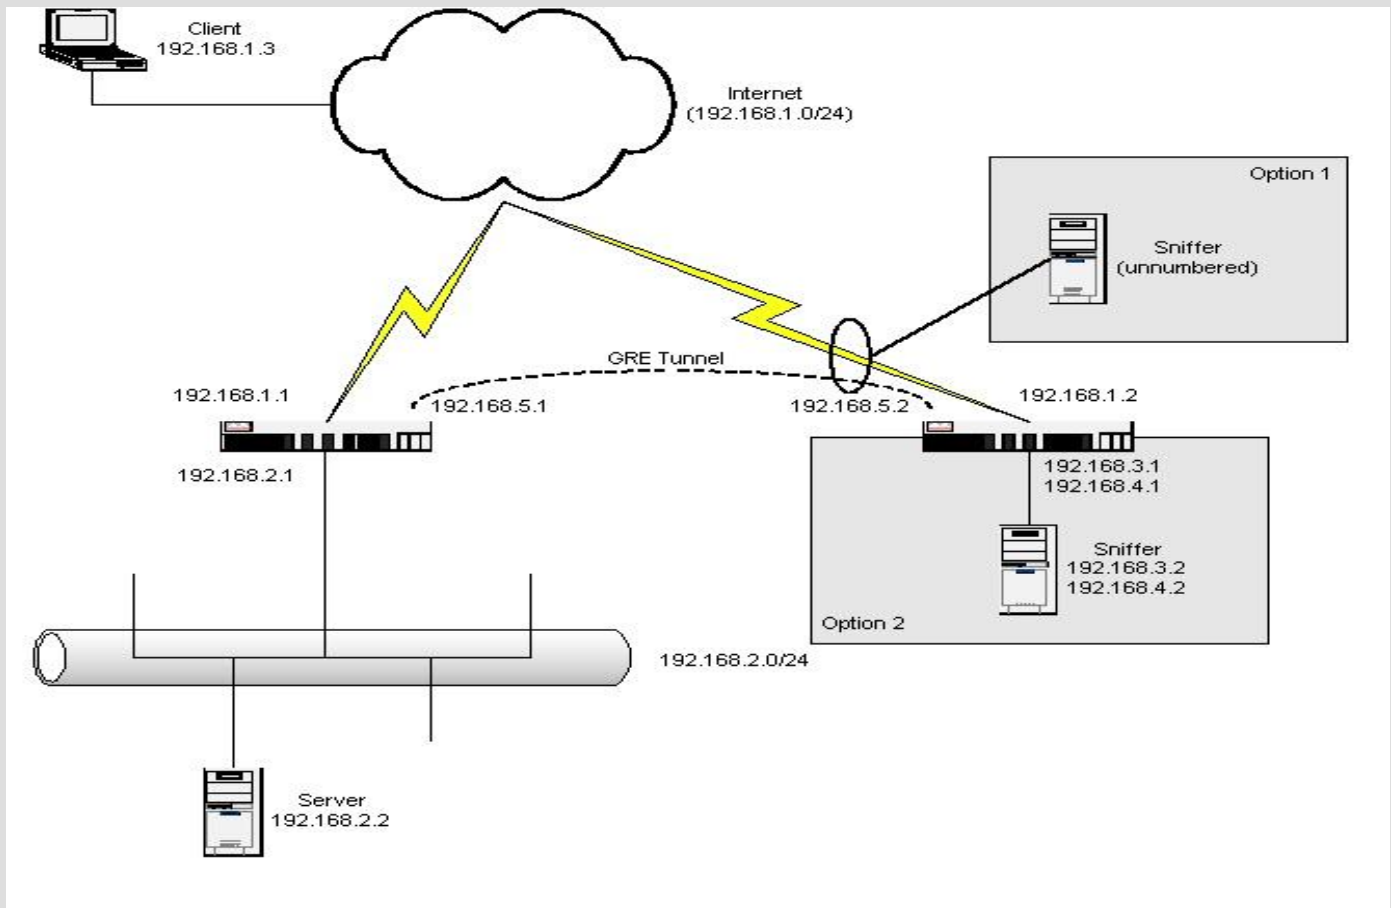 Client
192.168.1.3
Internet
(192.168.1.0/24)
Option 1
Sniffer
(unnumbered)
GRE Tunnel
192.168.1.1
192.168.5.1
192.168.5.2
192.168.1.2
192.168.2.1
192.168.3.1
192.168.4.1
Sniffer
192.168.3.2
192.168.4.2
Option 2
192.168.2.0/24
Server
192.168.2.2